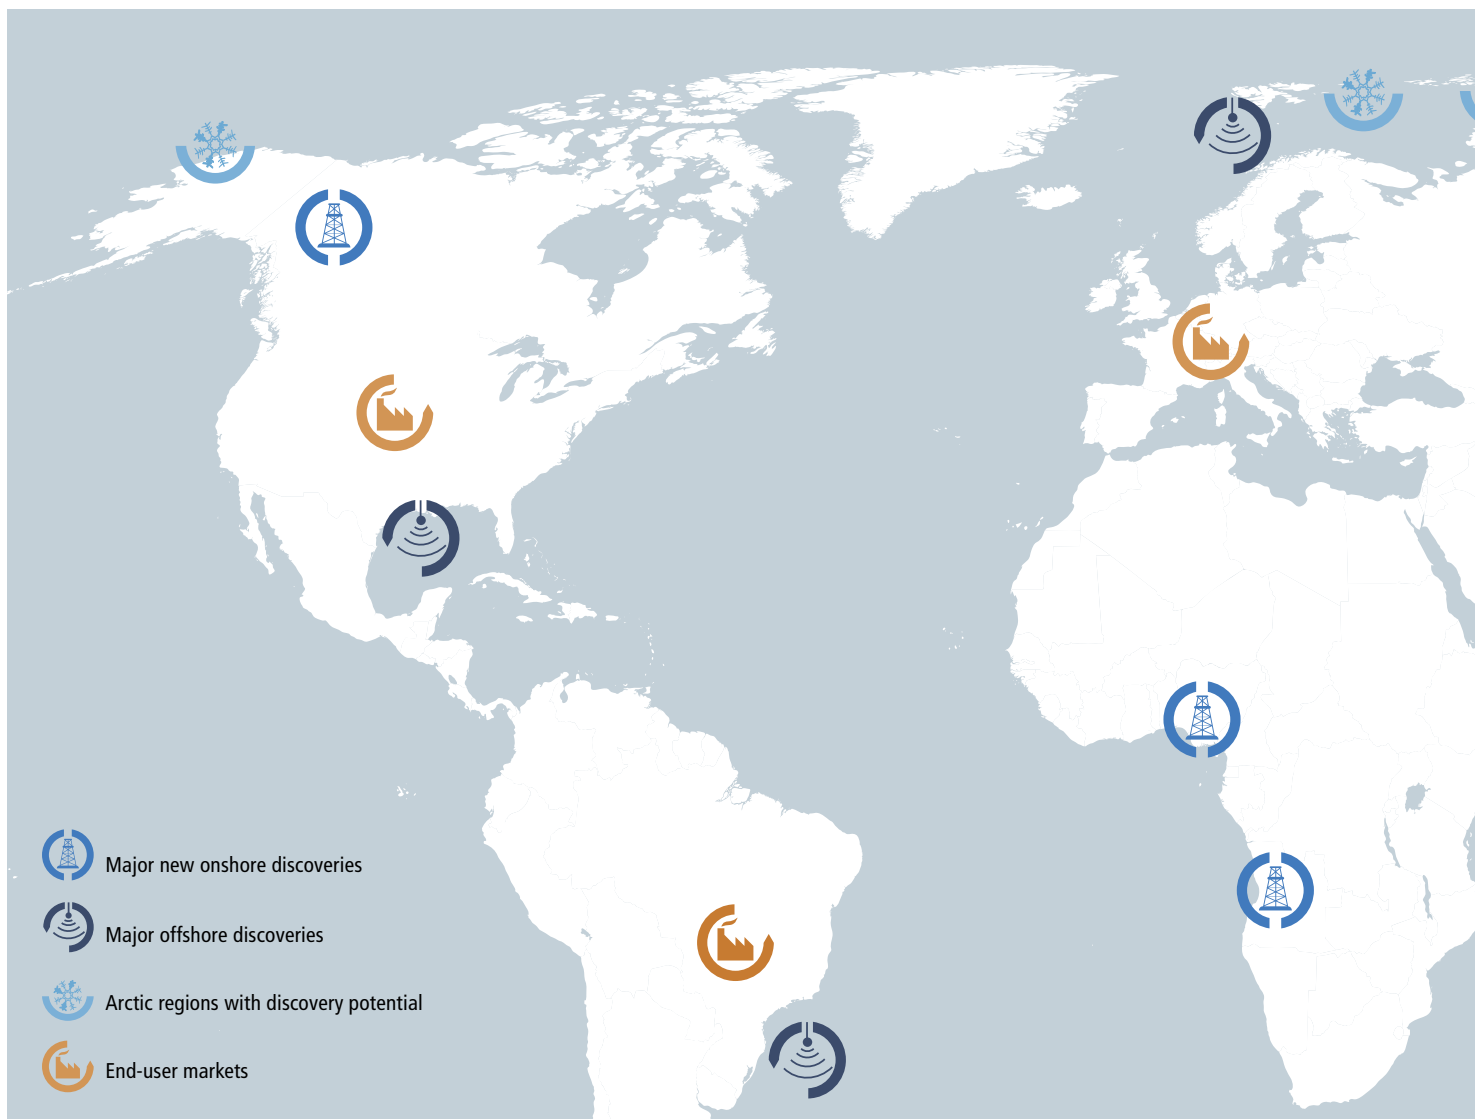 Major new onshore discoveries
Major offshore discoveries
Arctic regions with discovery potential
End-user markets